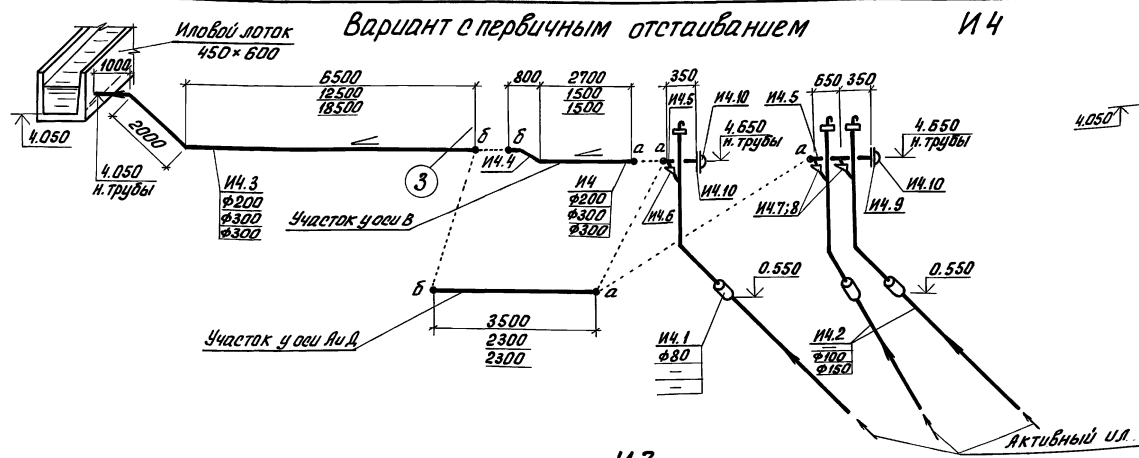 Вариант с первичным отстаиванием
И4
Иловой лоток
450×600
1000
6500
12500
18500
800
2700
1500
1500
350
650
350
И4.5
И4.10
И4.5
4.050
2000
4.050
н. трубы
б
б
а
а
а
4.650
н. трубы
4.650
н. трубы
4.050
3
И4.4
И4.3
ф200
ф300
ф300
Участок у оси В
И4
ф200
ф300
ф300
И4.6
И4.10
И4.7;8
И4.9
И4.10
б
а
3500
2300
2300
Участок у оси А и Д
0.550
0.550
И4.1
ф80
—
—
И4.2
—
ф100
ф150
Активный ил